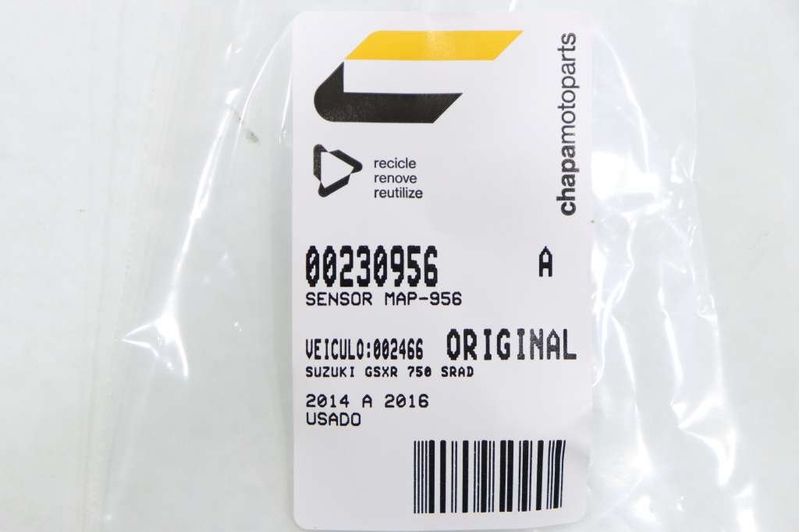 chapamotoparts
recicle
renove
reutilize
00230956 A
SENSOR MAP-956
VEICULO:002466 ORIGINAL
SUZUKI GSXR 750 SRAD
2014 A 2016
USADO